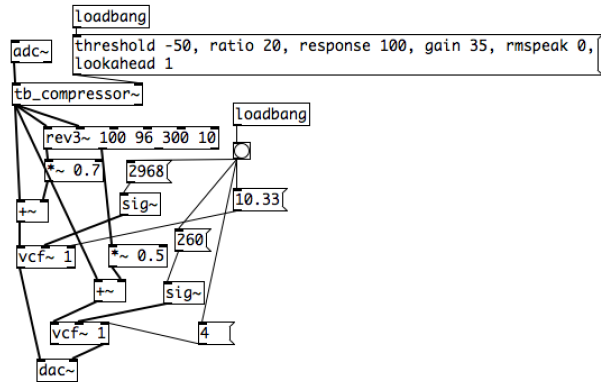 loadbang
adc~
threshold -50, ratio 20, response 100, gain 35, rmspeak 0,
lookahead 1
tb_compressor~
loadbang
rev3~ 100 96 300 10
*~ 0.7
2968
10.33
sig~
+~
260
vcf~ 1
*~ 0.5
+~
sig~
vcf~ 1
4
dac~